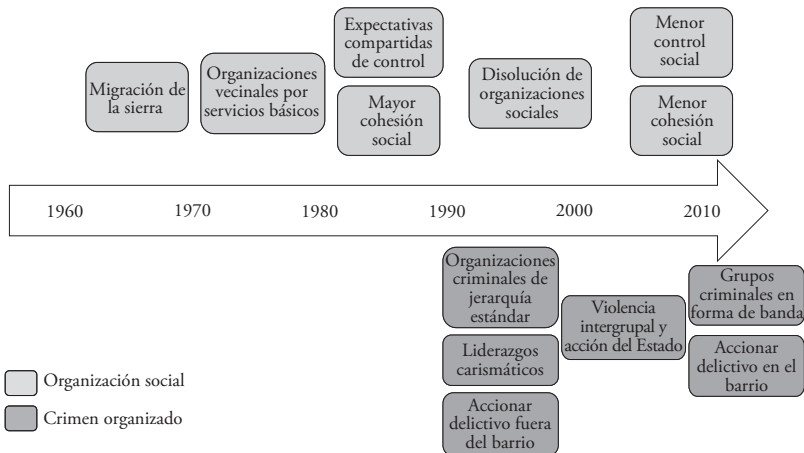 Migración de
la sierra
Organizaciones
vecinales por
servicios básicos
Expectativas
compartidas
de control
Mayor
cohesión
social
Disolución de
organizaciones
sociales
Menor
control
social
Menor
cohesión
social
1960 1970 1980 1990 2000 2010
Organizaciones
criminales de
jerarquía
estándar
Liderazgos
carismáticos
Accionar
delictivo fuera
del barrio
Violencia
intergrupal y
acción del Estado
Grupos
criminales en
forma de banda
Accionar
delictivo en el
barrio
Organización social
Crimen organizado